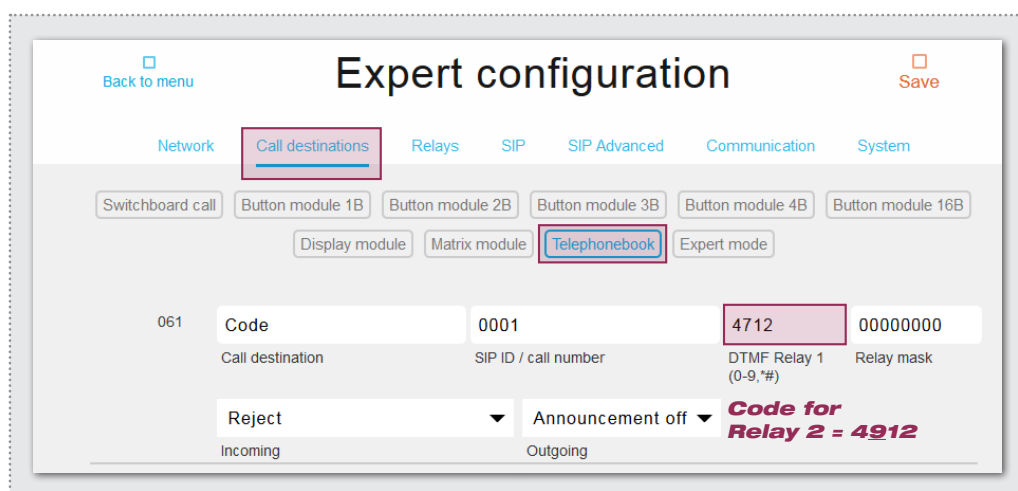 Back to menu
Expert configuration
Save
Network Call destinations Relays SIP SIP Advanced Communication System
Switchboard call Button module 1B Button module 2B Button module 3B Button module 4B Button module 16B
Display module Matrix module Telephonebook Expert mode
061 Code 0001 4712 00000000
Call destination SIP ID / call number DTMF Relay 1 Relay mask
(0-9,*#)
Reject Announcement off Code for
Relay 2 = 4912
Incoming Outgoing